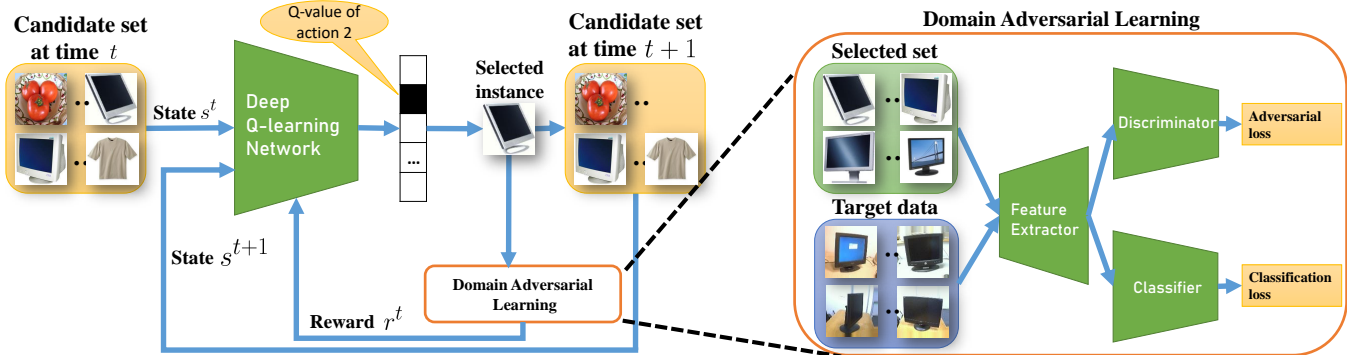 Candidate set
at time t
State s^t
State s^{t+1}
Deep
Q-learning
Network
Q-value of
action 2
...
Selected
instance
Candidate set
at time t + 1
Domain Adversarial
Learning
Reward r^t
Domain Adversarial Learning
Selected set
Target data
Feature
Extractor
Discriminator
Adversarial
loss
Classifier
Classification
loss